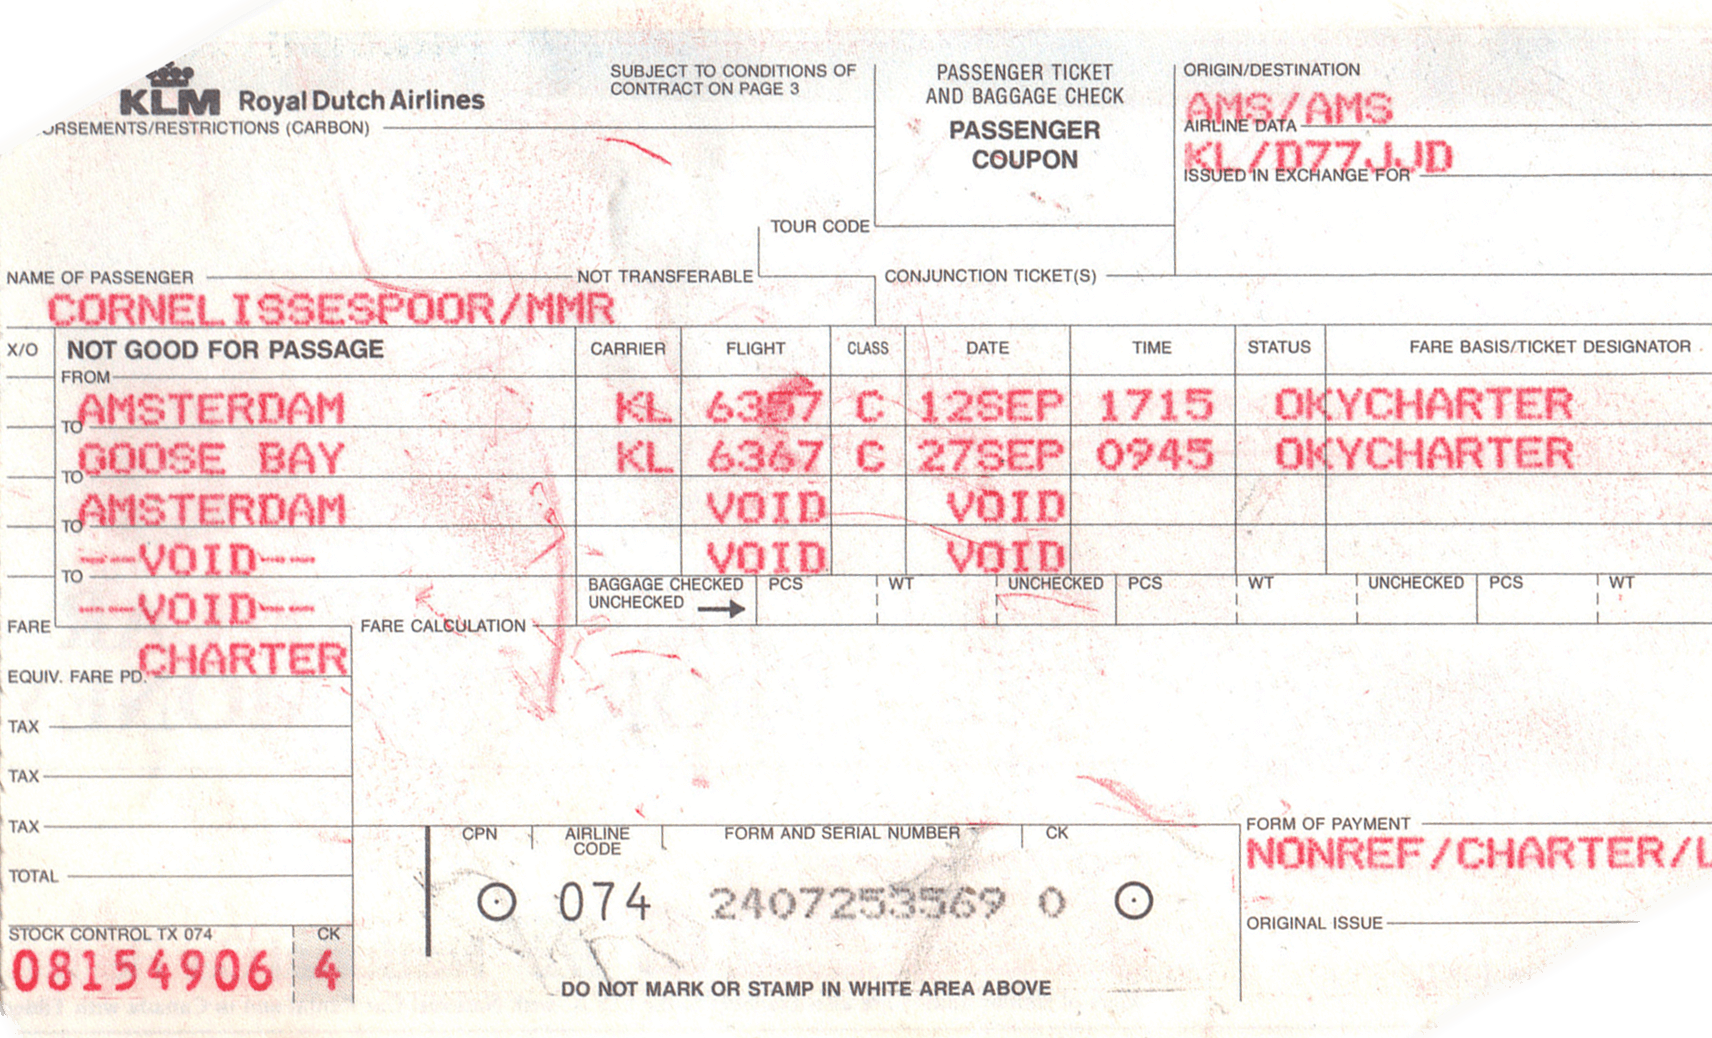 KLM Royal Dutch Airlines
SUBJECT TO CONDITIONS OF
CONTRACT ON PAGE 3
PASSENGER TICKET
AND BAGGAGE CHECK
PASSENGER
COUPON
ORIGIN/DESTINATION
AMS/AMS
AIRLINE DATA
KL/D77JJD
ISSUED IN EXCHANGE FOR
ORSEMENTS/RESTRICTIONS (CARBON)
TOUR CODE
NAME OF PASSENGER NOT TRANSFERABLE CONJUNCTION TICKET(S)
CORNELISSESPOOR/MMR
X/O NOT GOOD FOR PASSAGE CARRIER FLIGHT CLASS DATE TIME STATUS FARE BASIS/TICKET DESIGNATOR
FROM
AMSTERDAM KL 6357 C 12SEP 1715 OKYCHARTER
TO
GOOSE BAY KL 6367 C 27SEP 0945 OKYCHARTER
TO
AMSTERDAM VOID VOID
TO
--VOID-- VOID VOID
TO
--VOID--
BAGGAGE CHECKED PCS WT UNCHECKED PCS WT UNCHECKED PCS WT
UNCHECKED
FARE
CHARTER
FARE CALCULATION
EQUIV. FARE PD.
TAX
TAX
TAX
TOTAL
CPN AIRLINE CODE FORM AND SERIAL NUMBER CK
074 2407253569 0
FORM OF PAYMENT
NONREF/CHARTER/L
ORIGINAL ISSUE
STOCK CONTROL TX 074 CK
08154906 4
DO NOT MARK OR STAMP IN WHITE AREA ABOVE